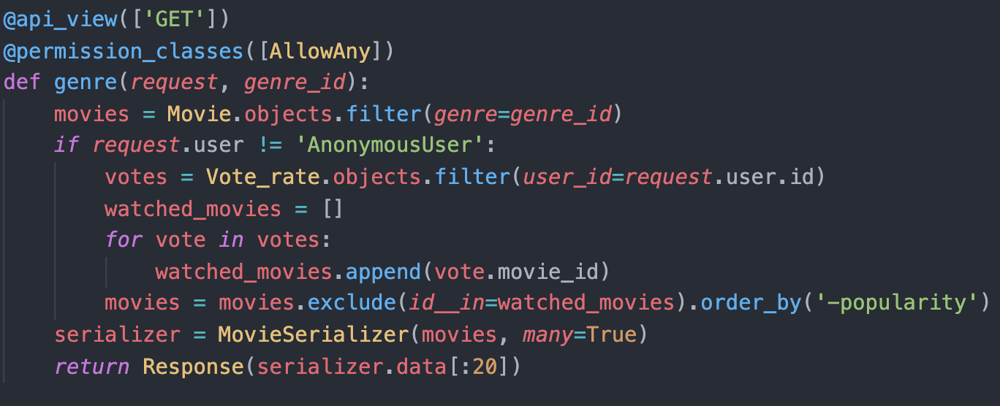 @api_view(['GET'])
@permission_classes([AllowAny])
def genre(request, genre_id):
    movies = Movie.objects.filter(genre=genre_id)
    if request.user != 'AnonymousUser':
        votes = Vote_rate.objects.filter(user_id=request.user.id)
        watched_movies = []
        for vote in votes:
            watched_movies.append(vote.movie_id)
        movies = movies.exclude(id__in=watched_movies).order_by('-popularity')
    serializer = MovieSerializer(movies, many=True)
    return Response(serializer.data[:20])